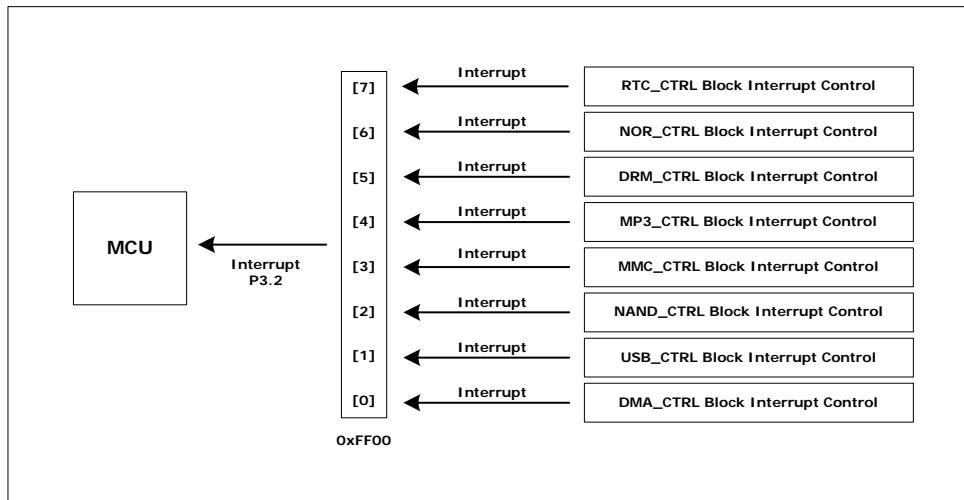 Interrupt
[7]
RTC_CTRL Block Interrupt Control
Interrupt
[6]
NOR_CTRL Block Interrupt Control
Interrupt
[5]
DRM_CTRL Block Interrupt Control
Interrupt
[4]
MP3_CTRL Block Interrupt Control
MCU
Interrupt
P3.2
Interrupt
[3]
MMC_CTRL Block Interrupt Control
Interrupt
[2]
NAND_CTRL Block Interrupt Control
Interrupt
[1]
USB_CTRL Block Interrupt Control
Interrupt
[0]
DMA_CTRL Block Interrupt Control
0xFF00